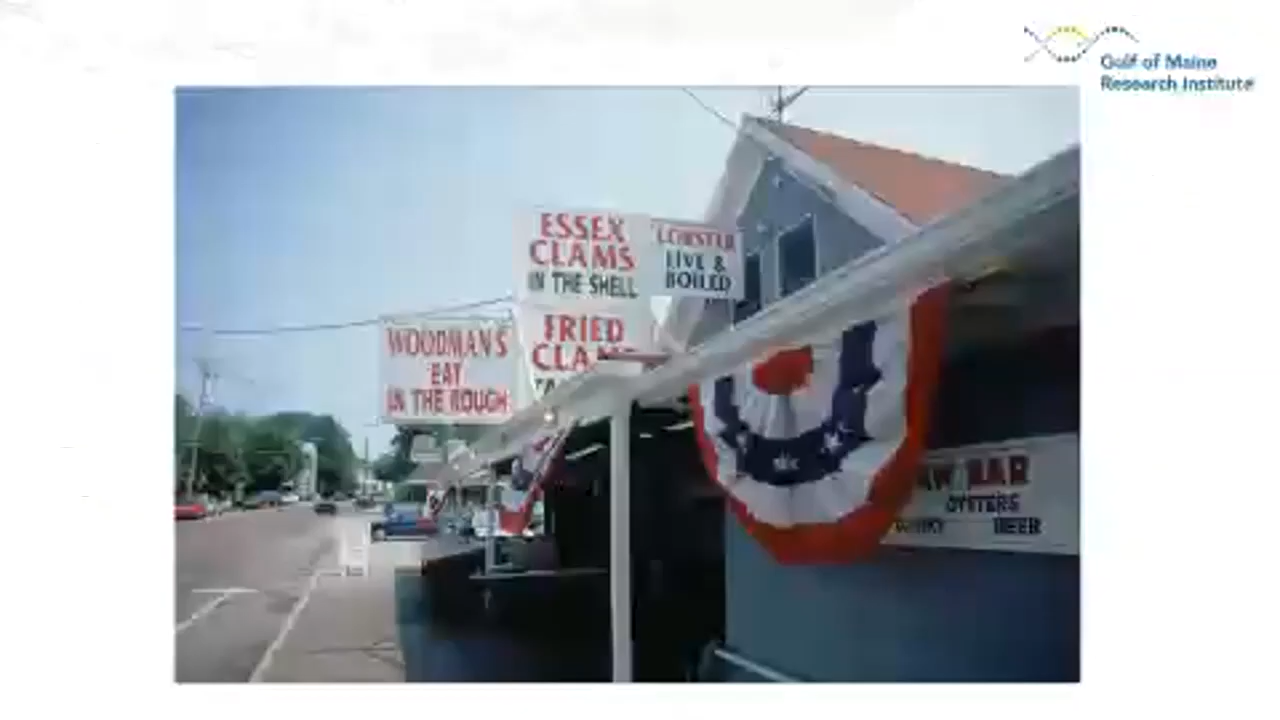 Gulf of Maine
Research Institute
ESSEX
CLAMS
IN THE SHELL
LOBSTER
LIVE &
BOILED
WOODMAN'S
EAT
IN THE ROUGH
FRIED
BAR
OYSTERS
BEER